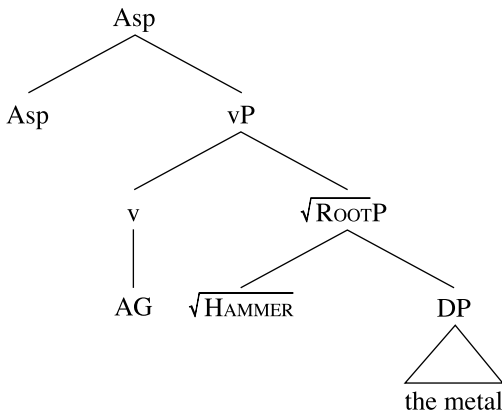 Asp
Asp vP
v √ROOTP
AG √HAMMER DP
the metal